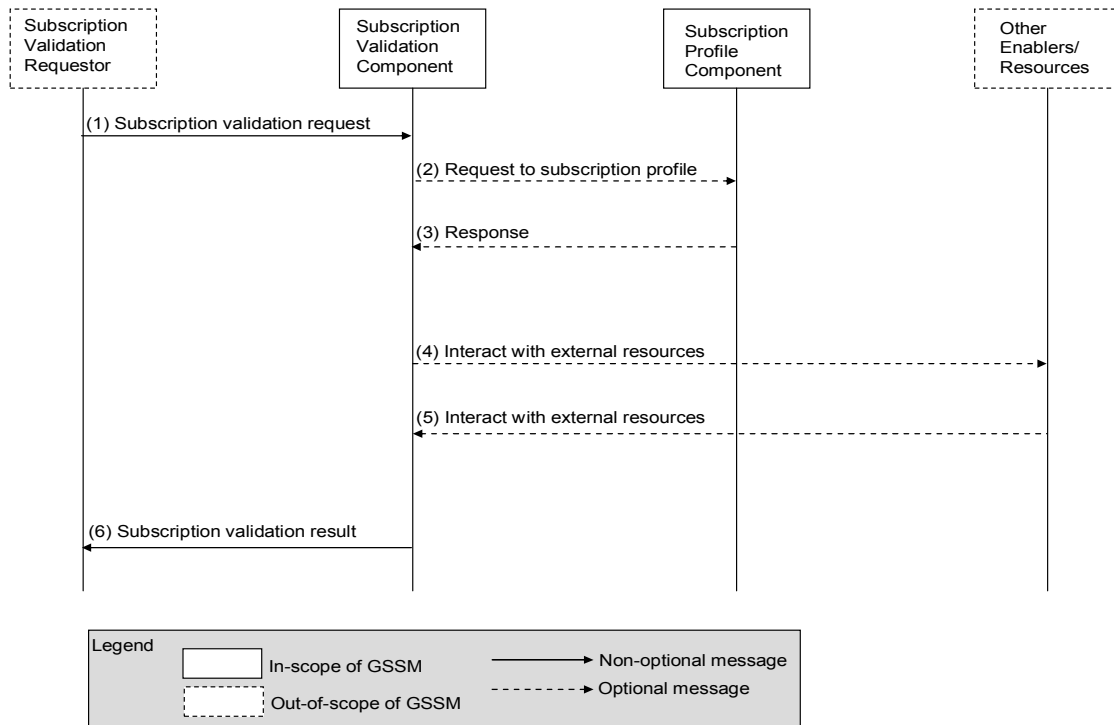 Subscription
Validation
Requestor
Subscription
Validation
Component
Subscription
Profile
Component
Other
Enablers/
Resources
(1) Subscription validation request
(2) Request to subscription profile
(3) Response
(4) Interact with external resources
(5) Interact with external resources
(6) Subscription validation result
Legend
In-scope of GSSM
Non-optional message
Out-of-scope of GSSM
Optional message